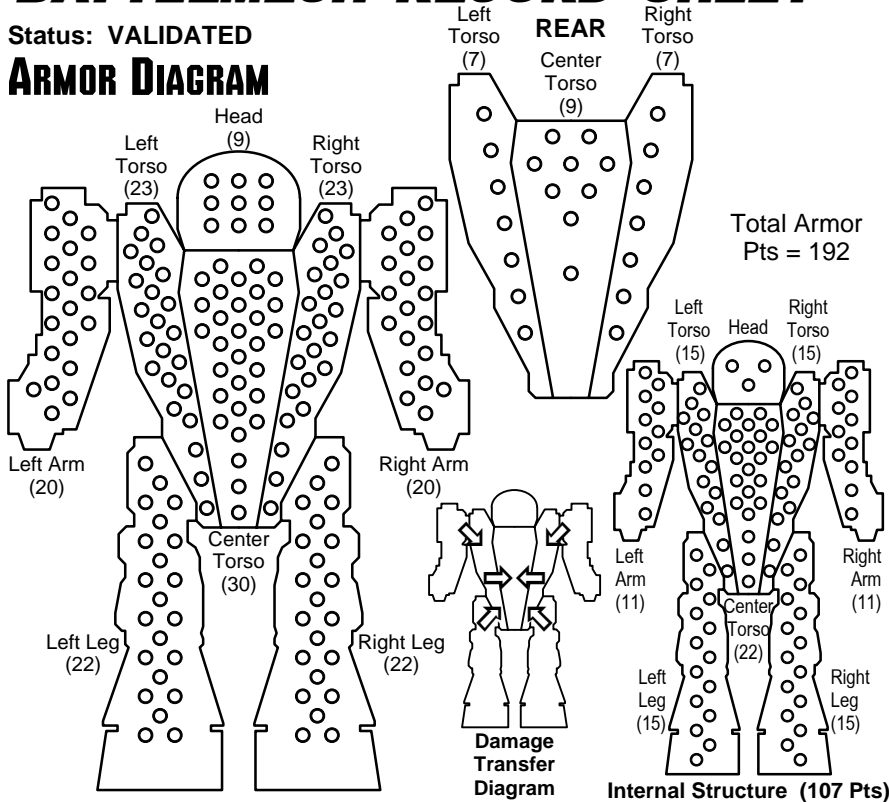 BATTLEMECH RECORD SHEET
Status: VALIDATED
ARMOR DIAGRAM
REAR
Left
Torso
(7)
Center
Torso
(9)
Right
Torso
(7)
Head
(9)
Left
Torso
(23)
Right
Torso
(23)
Total Armor
Pts = 192
Left Arm
(20)
Right Arm
(20)
Center
Torso
(30)
Left Leg
(22)
Right Leg
(22)
Damage
Transfer
Diagram
Left
Torso
(15)
Head
Right
Torso
(15)
Left
Arm
(11)
Right
Arm
(11)
Center
Torso
(22)
Left
Leg
(15)
Right
Leg
(15)
Internal Structure (107 Pts)